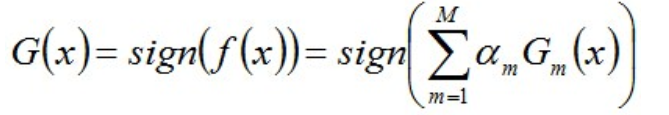 G(x) = sign(f(x)) = sign(∑_{m=1}^{M} α_m G_m(x))